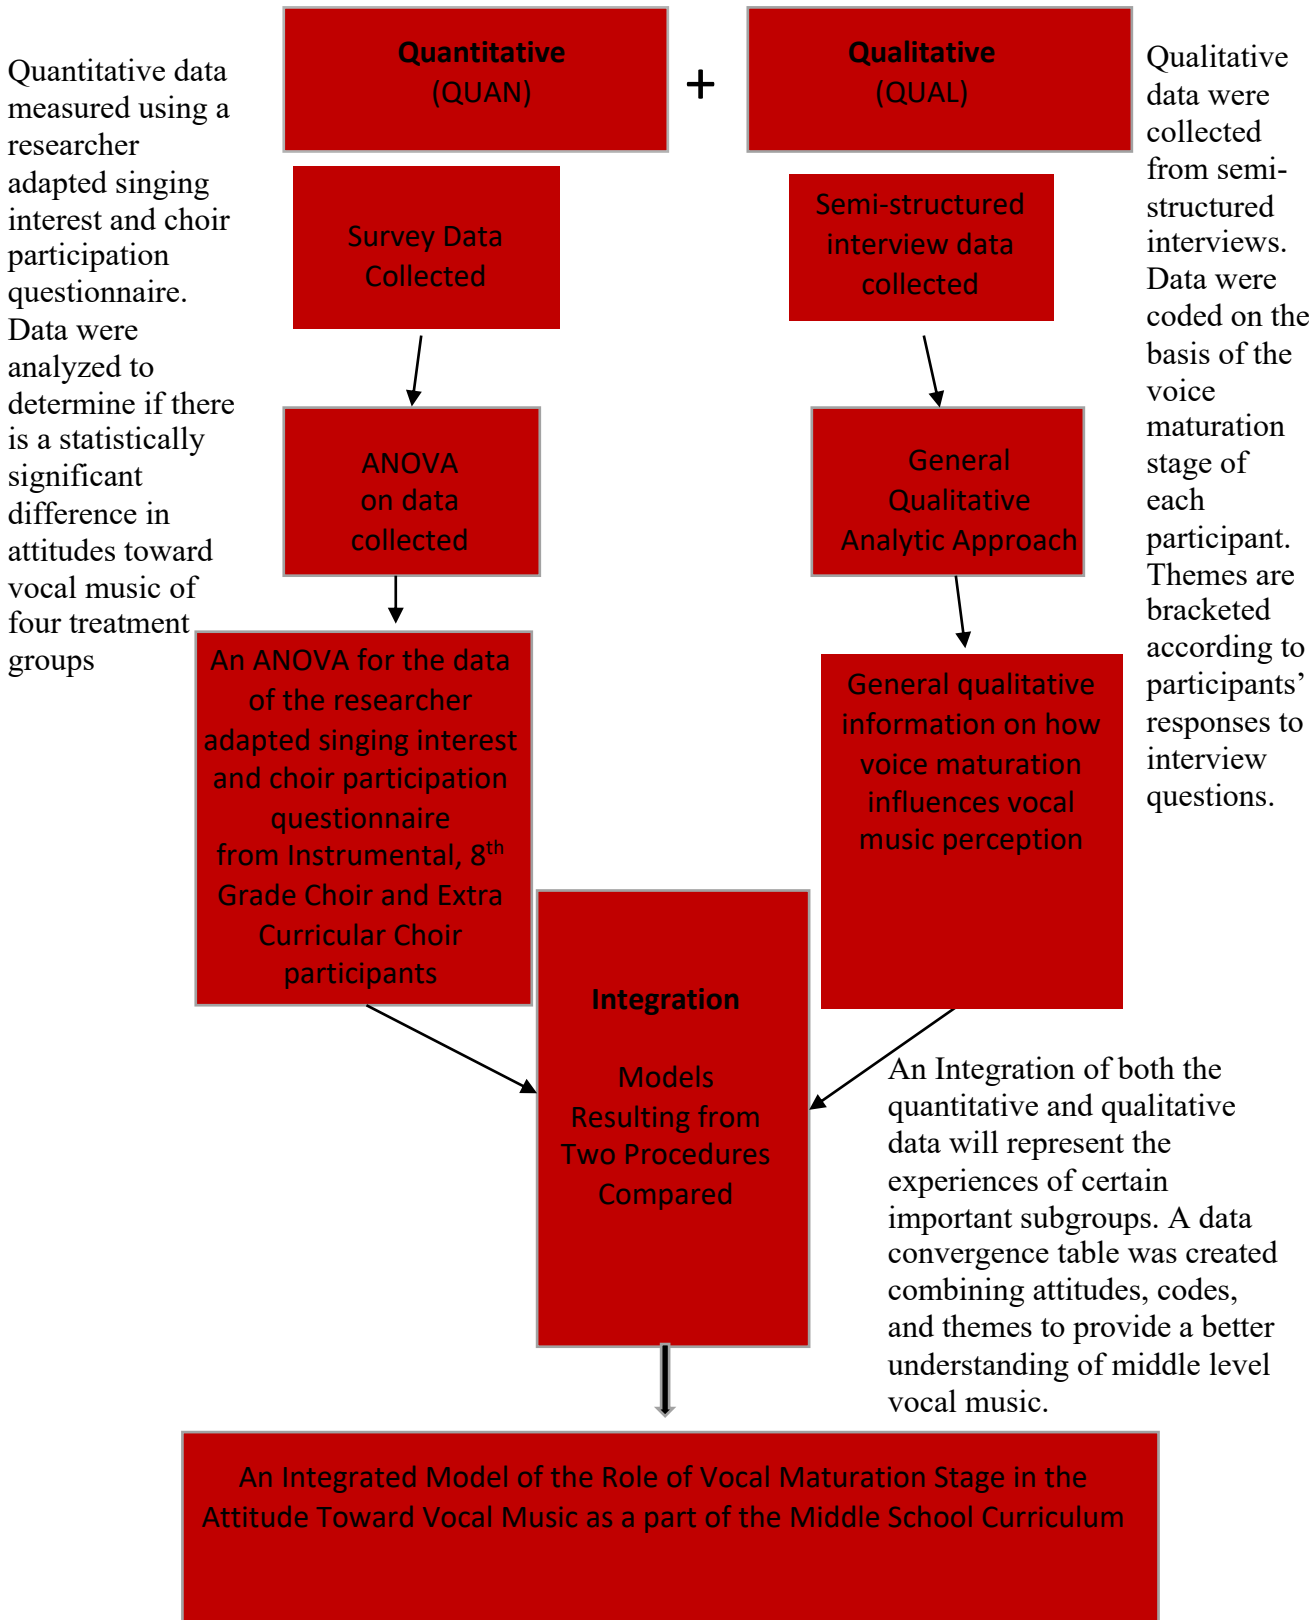 Quantitative data
measured using a
researcher
adapted singing
interest and choir
participation
questionnaire.
Data were
analyzed to
determine if there
is a statistically
significant
difference in
attitudes toward
vocal music of
four treatment
groups
Quantitative
(QUAN)
+
Qualitative
(QUAL)
Qualitative
data were
collected
from semi-
structured
interviews.
Data were
coded on the
basis of the
voice
maturation
stage of
each
participant.
Themes are
bracketed
according to
participants’
responses to
interview
questions.
Survey Data
Collected
Semi-structured
interview data
collected
ANOVA
on data
collected
General
Qualitative
Analytic Approach
An ANOVA for the data
of the researcher
adapted singing interest
and choir participation
questionnaire
from Instrumental, 8th
Grade Choir and Extra
Curricular Choir
participants
General qualitative
information on how
voice maturation
influences vocal
music perception
Integration
Models
Resulting from
Two Procedures
Compared
An Integration of both the
quantitative and qualitative
data will represent the
experiences of certain
important subgroups. A data
convergence table was created
combining attitudes, codes,
and themes to provide a better
understanding of middle level
vocal music.
An Integrated Model of the Role of Vocal Maturation Stage in the
Attitude Toward Vocal Music as a part of the Middle School Curriculum